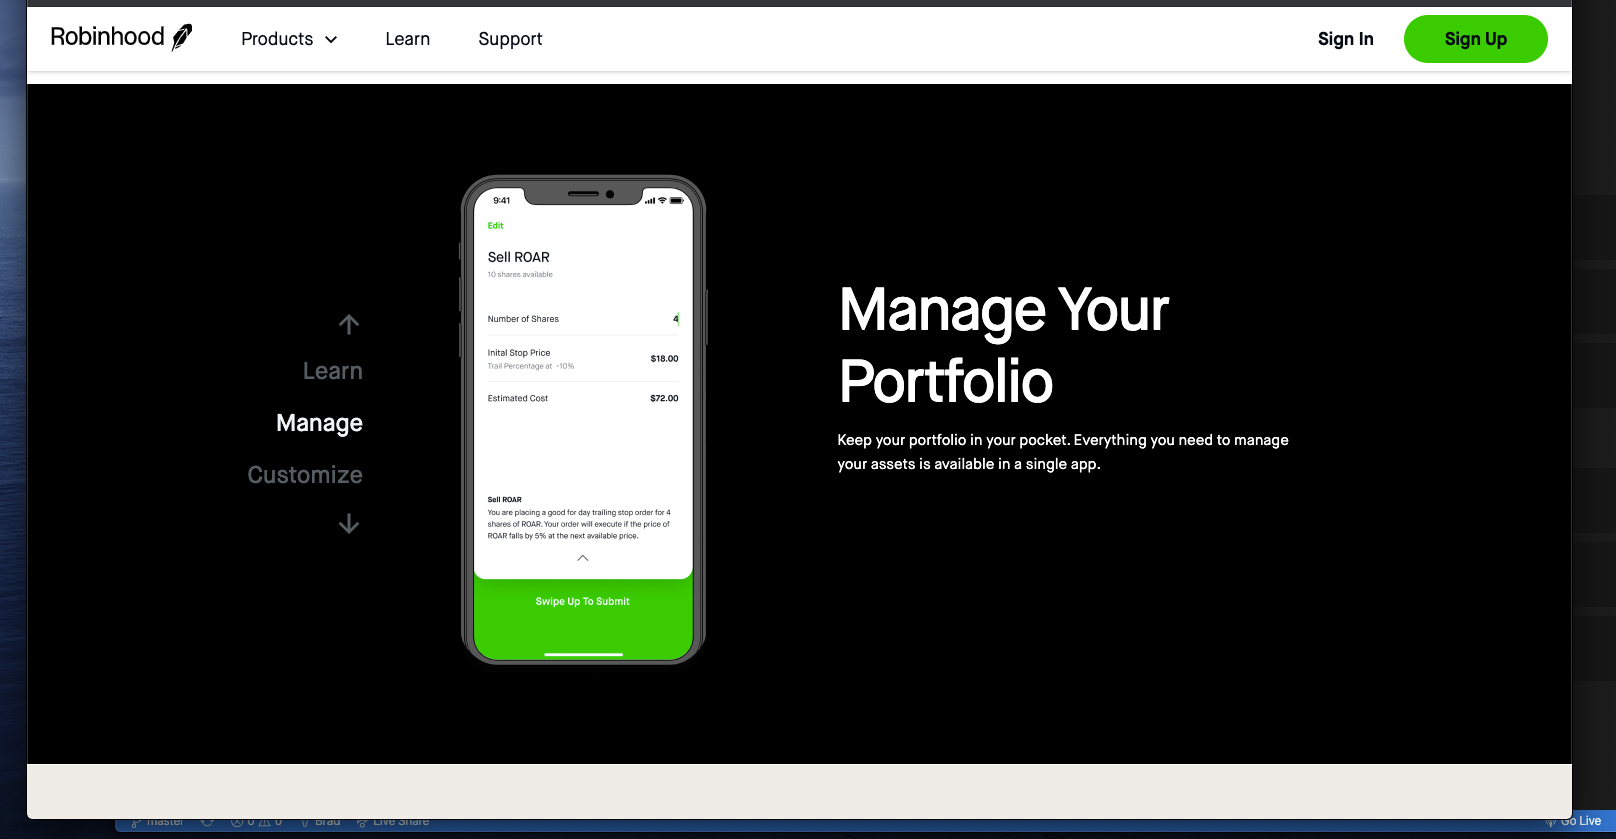 Robinhood
Products
Learn
Support
Sign In
Sign Up
Learn
Manage
Customize
9:41
Edit
Sell ROAR
10 shares available
Number of Shares 4
Inital Stop Price
Trail Percentage at -10%
$18.00
Estimated Cost $72.00
Sell ROAR
You are placing a good for day trailing stop order for 4
shares of ROAR. Your order will execute if the price of
ROAR falls by 5% at the next available price.
Swipe Up To Submit
Manage Your
Portfolio
Keep your portfolio in your pocket. Everything you need to manage
your assets is available in a single app.
master 0 0 Brad Live Share Go Live